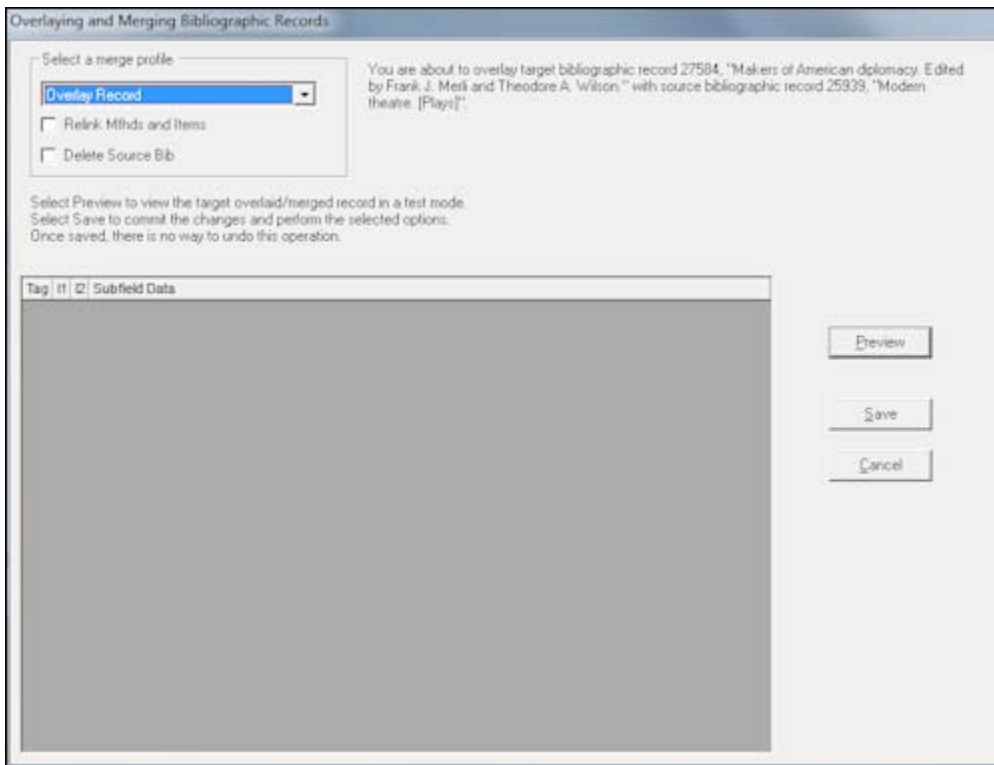 Overlaying and Merging Bibliographic Records
Select a merge profile
Overlay Record
Relink Mfhds and Items
Delete Source Bib
You are about to overlay target bibliographic record 27584, "Makers of American diplomacy. Edited
by Frank J. Merli and Theodore A. Wilson." with source bibliographic record 25939, "Modern
theatre. [Plays]".
Select Preview to view the target overlaid/merged record in a test mode.
Select Save to commit the changes and perform the selected options.
Once saved, there is no way to undo this operation.
Tag I1 I2 Subfield Data
Preview
Save
Cancel